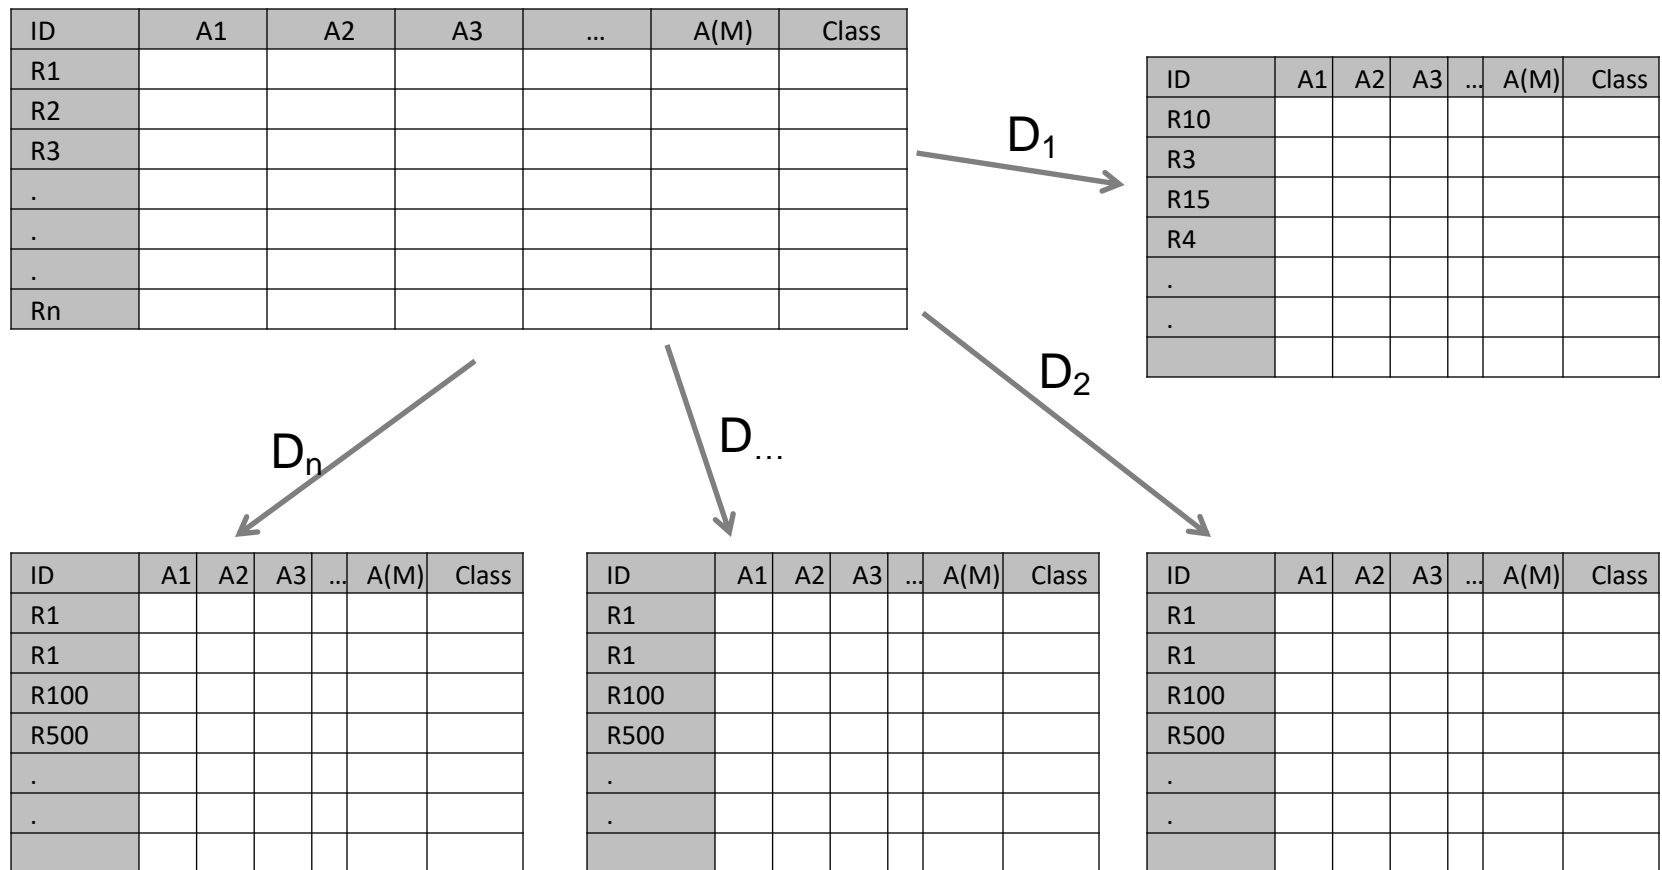 ID A1 A2 A3 ... A(M) Class
R1
R2
R3
.
.
.
Rn
D1
ID A1 A2 A3 ... A(M) Class
R10
R3
R15
R4
.
.
D2
D...
Dn
ID A1 A2 A3 ... A(M) Class
R1
R1
R100
R500
.
.
ID A1 A2 A3 ... A(M) Class
R1
R1
R100
R500
.
.
ID A1 A2 A3 ... A(M) Class
R1
R1
R100
R500
.
.